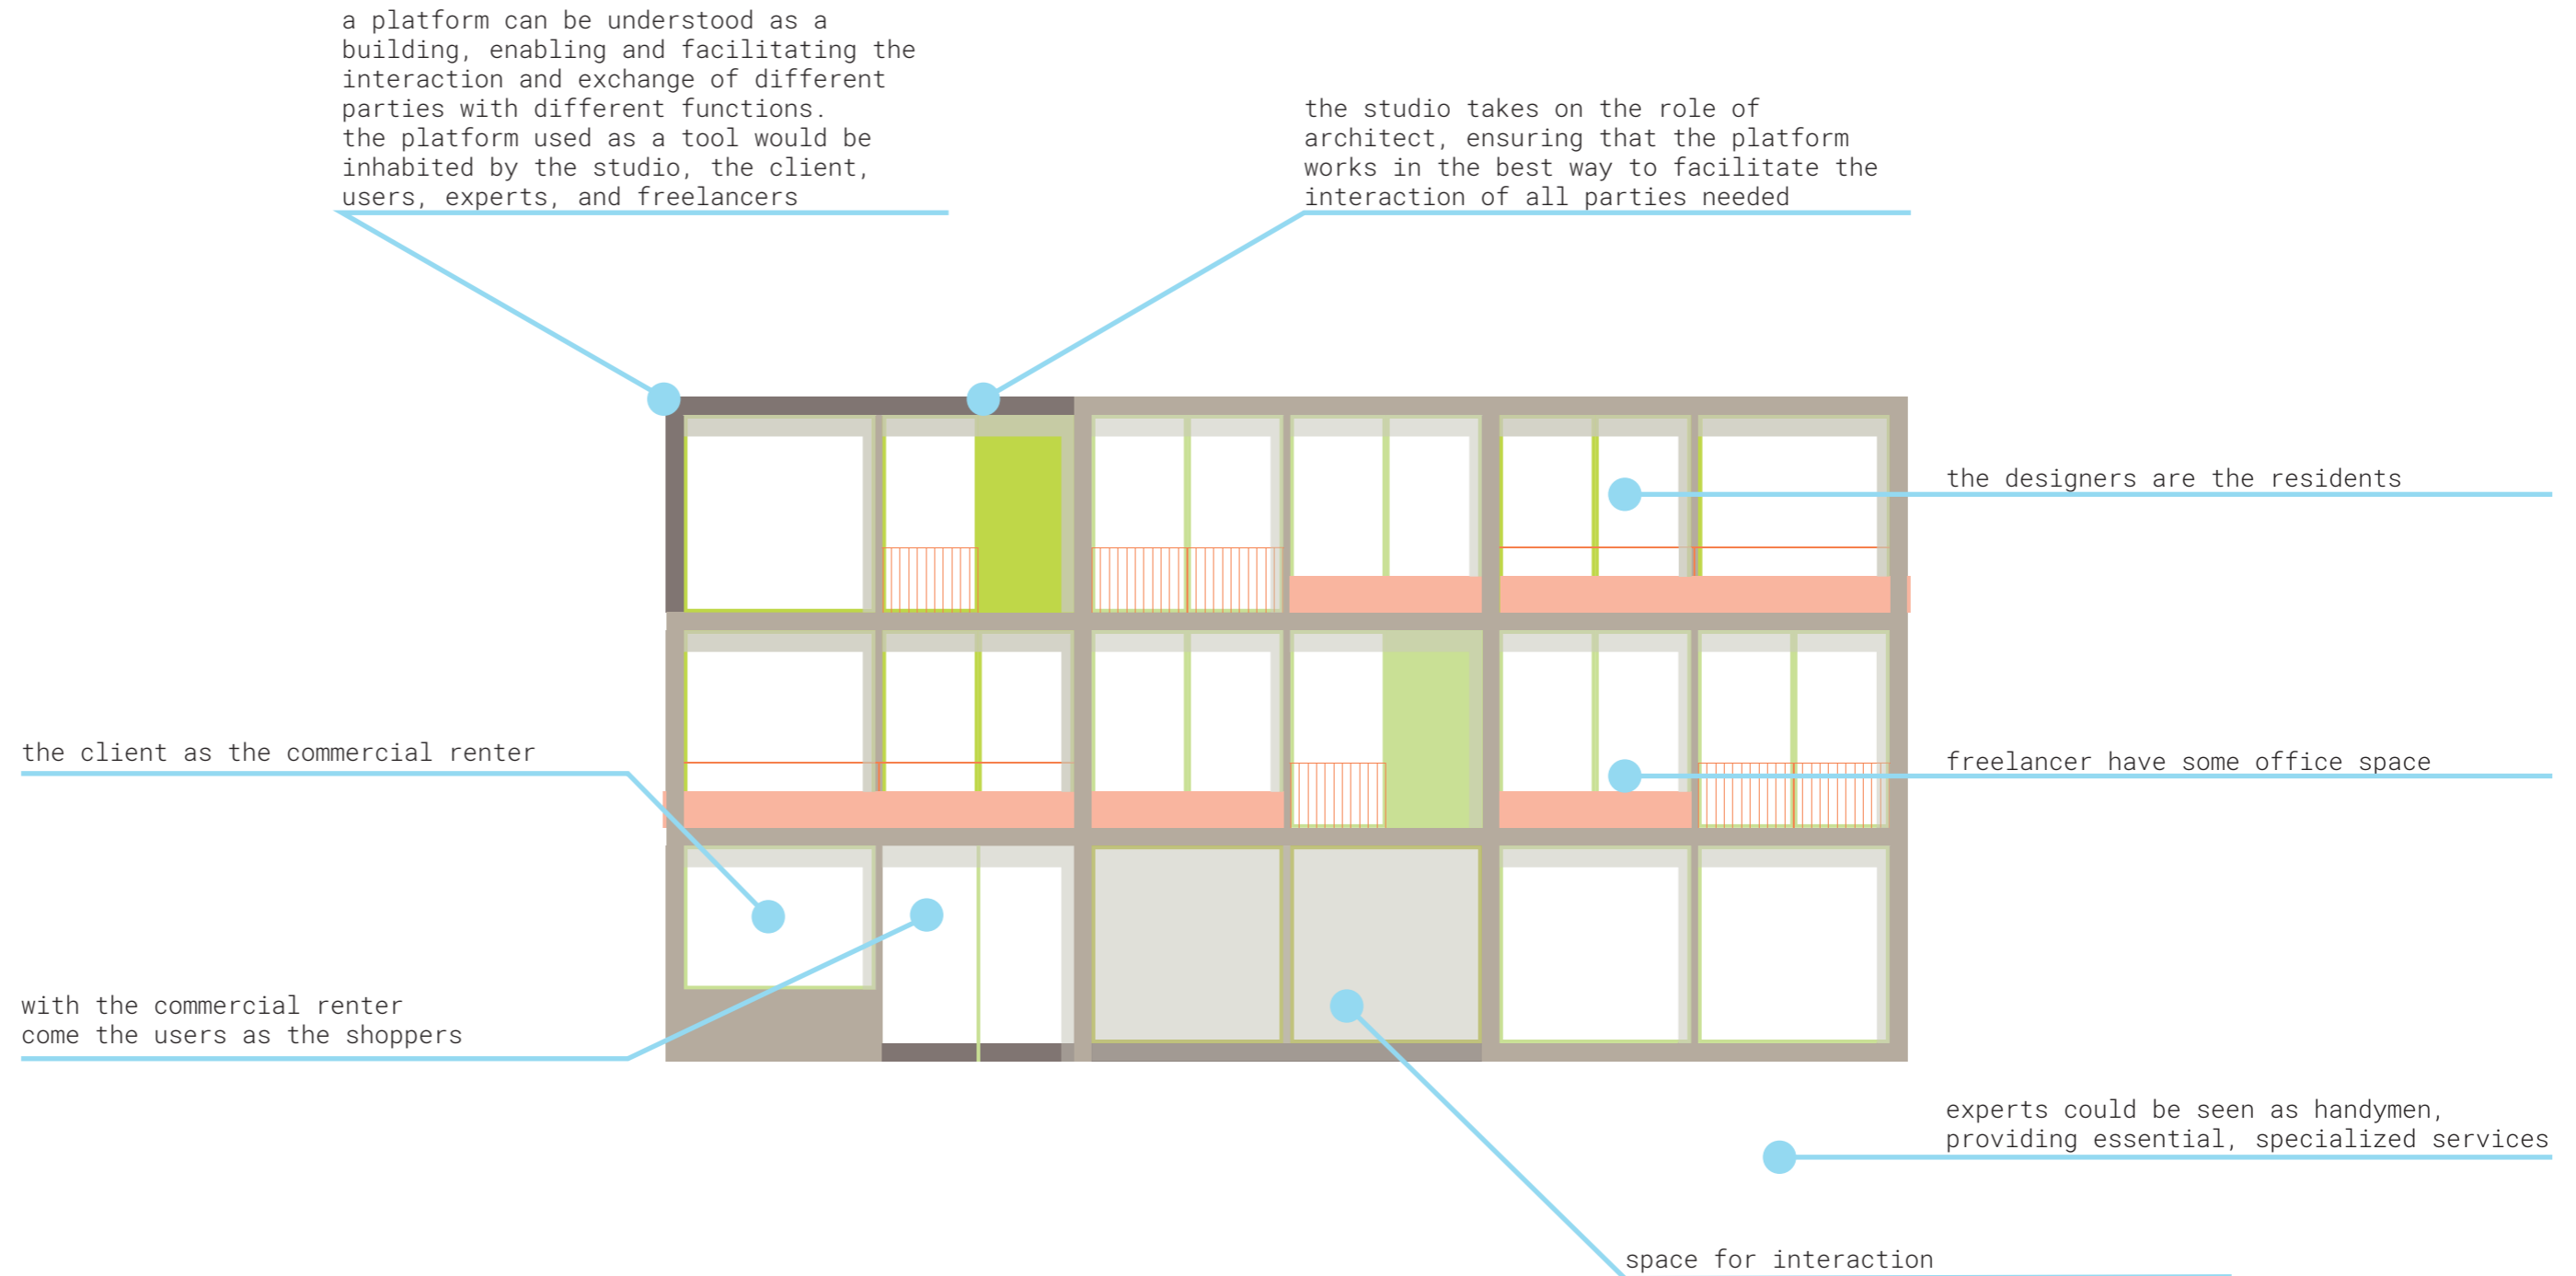 a platform can be understood as a
building, enabling and facilitating the
interaction and exchange of different
parties with different functions.
the platform used as a tool would be
inhabited by the studio, the client,
users, experts, and freelancers
the studio takes on the role of
architect, ensuring that the platform
works in the best way to facilitate the
interaction of all parties needed
the designers are the residents
the client as the commercial renter
freelancer have some office space
with the commercial renter
come the users as the shoppers
experts could be seen as handymen,
providing essential, specialized services
space for interaction